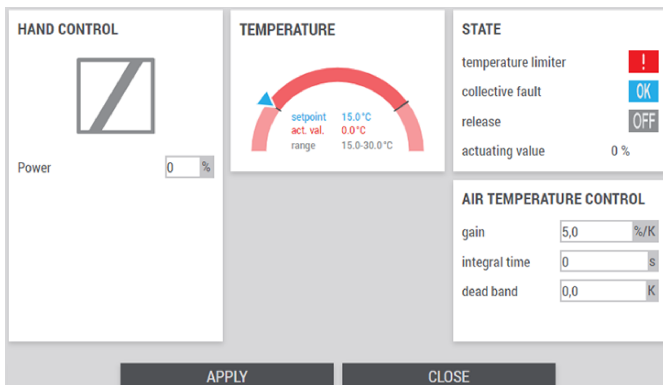 HAND CONTROL
Power 0 %
TEMPERATURE
setpoint 15.0°C
act. val. 0.0°C
range 15.0-30.0°C
STATE
temperature limiter !
collective fault OK
release OFF
actuating value 0 %
AIR TEMPERATURE CONTROL
gain 5,0 %/K
integral time 0 s
dead band 0,0 K
APPLY CLOSE